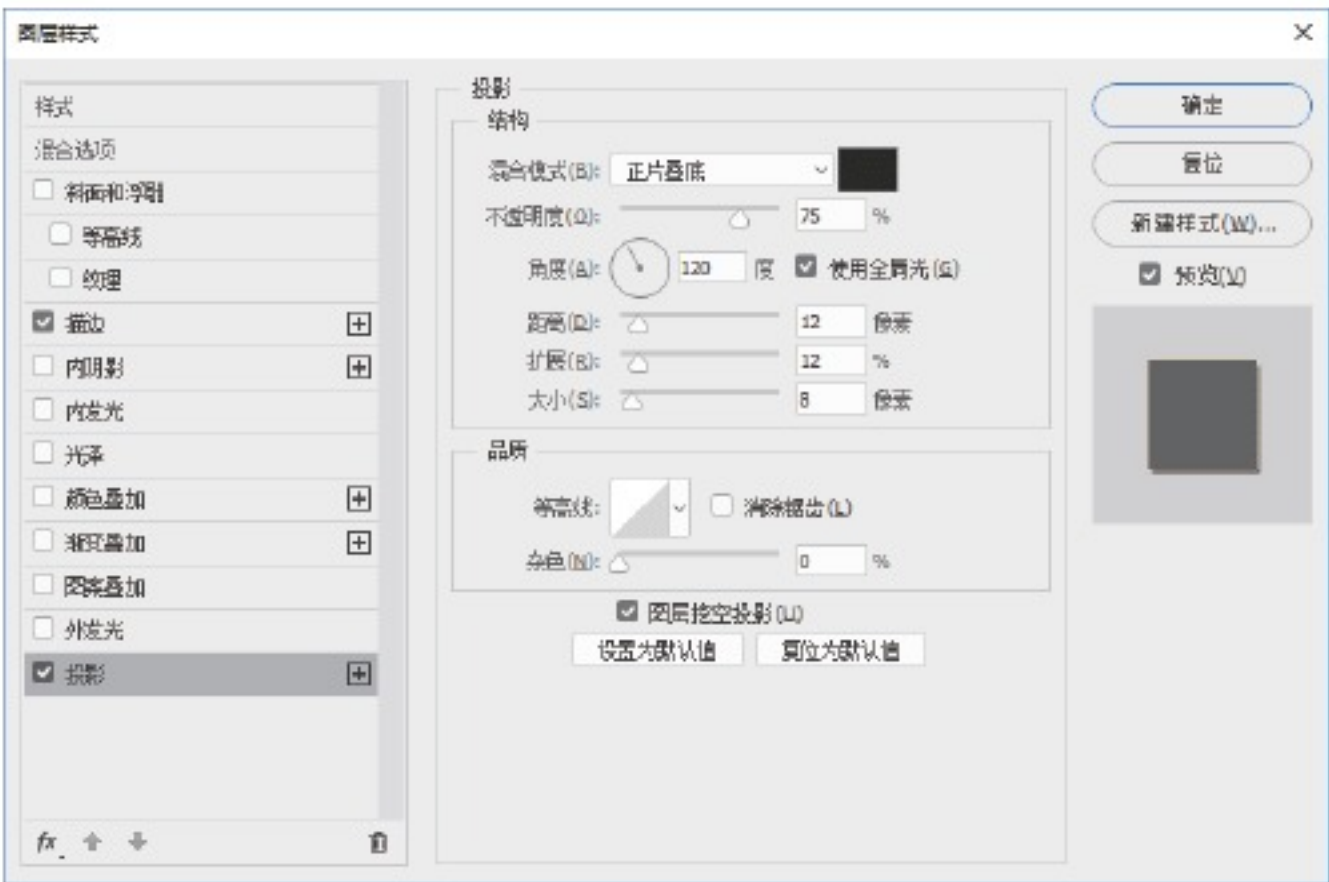 图层样式
样式
混合选项
斜面和浮雕
等高线
纹理
描边
内阴影
内发光
光泽
颜色叠加
渐变叠加
图案叠加
外发光
投影
fx
投影
结构
混合模式(B): 正片叠底
不透明度(O): 75 %
角度(A): 120 度 使用全局光(G)
距离(D): 12 像素
扩展(R): 12 %
大小(S): 8 像素
品质
等高线: 消除锯齿(L)
杂色(N): 0 %
图层挖空投影(U)
设置为默认值 复位为默认值
确定
复位
新建样式(W)...
预览(V)